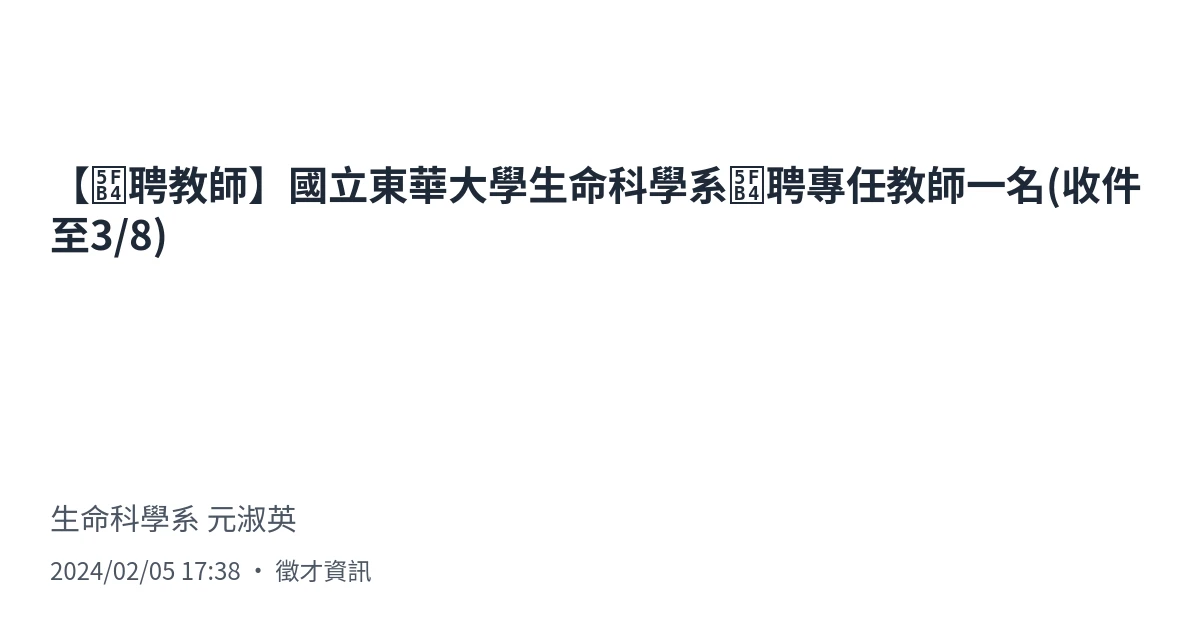 【徴聘教師】國立東華大學生命科學系徴聘專任教師一名(收件
至3/8)
生命科學系 元淑英
2024/02/05 17:38 • 徵才資訊